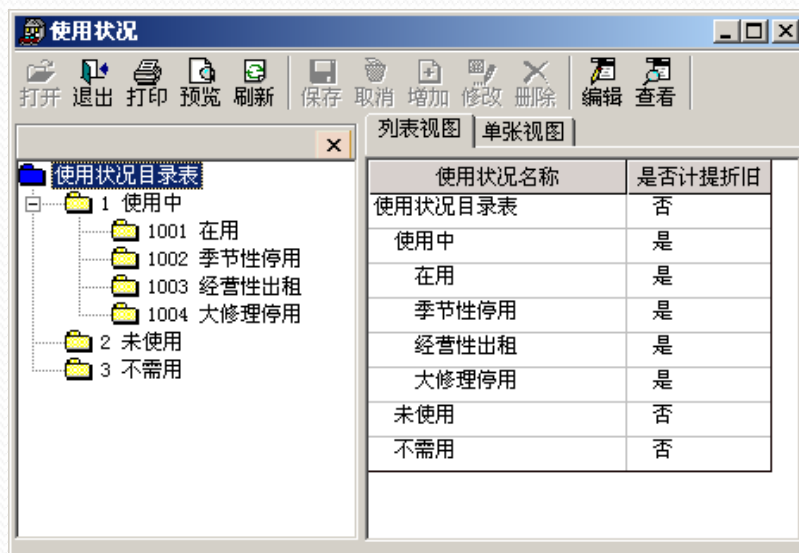 使用状况
打开 退出 打印 预览 刷新 保存 取消 增加 修改 删除 编辑 查看
列表视图 单张视图
使用状况目录表
1 使用中
1001 在用
1002 季节性停用
1003 经营性出租
1004 大修理停用
2 未使用
3 不需用
使用状况名称 是否计提折旧
使用状况目录表 否
使用中 是
在用 是
季节性停用 是
经营性出租 是
大修理停用 是
未使用 否
不需用 否